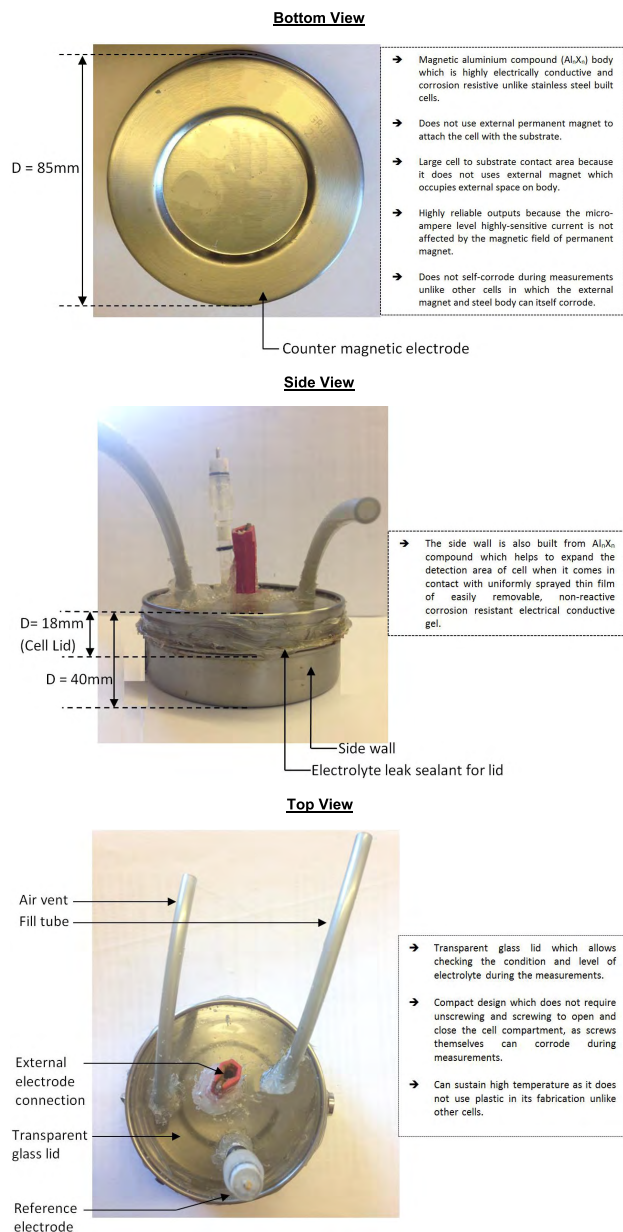 Bottom View
D = 85mm
➔ Magnetic aluminium compound (AlₙXₙ) body
which is highly electrically conductive and
corrosion resistive unlike stainless steel built
cells.
➔ Does not use external permanent magnet to
attach the cell with the substrate.
➔ Large cell to substrate contact area because
it does not uses external magnet which
occupies external space on body.
➔ Highly reliable outputs because the micro-
ampere level highly-sensitive current is not
affected by the magnetic field of permanent
magnet.
➔ Does not self-corrode during measurements
unlike other cells in which the external
magnet and steel body can itself corrode.
Counter magnetic electrode
Side View
D= 18mm
(Cell Lid)
D = 40mm
➔ The side wall is also built from AlₙXₙ
compound which helps to expand the
detection area of cell when it comes in
contact with uniformly sprayed thin film
of easily removable, non-reactive
corrosion resistant electrical conductive
gel.
Side wall
Electrolyte leak sealant for lid
Top View
Air vent
Fill tube
External
electrode
connection
Transparent
glass lid
Reference
electrode
➔ Transparent glass lid which allows
checking the condition and level of
electrolyte during the measurements.
➔ Compact design which does not require
unscrewing and screwing to open and
close the cell compartment, as screws
themselves can corrode during
measurements.
➔ Can sustain high temperature as it does
not use plastic in its fabrication unlike
other cells.